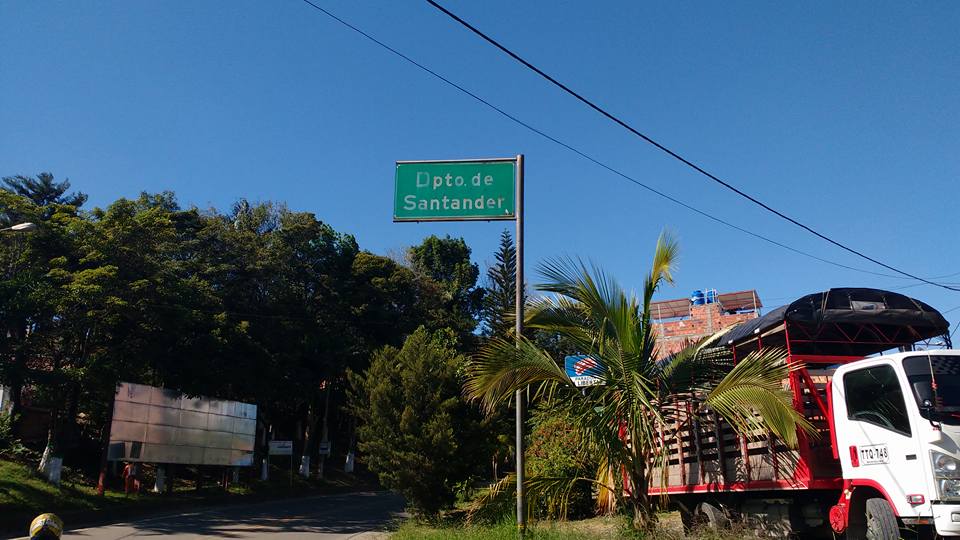 Dpto. de
Santander
TTQ·748